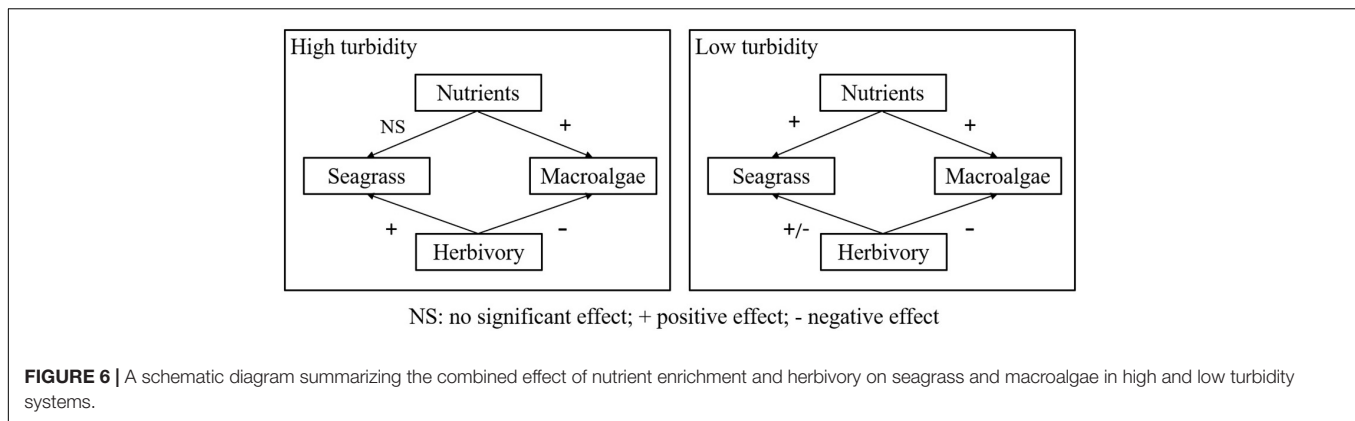 High turbidity
Nutrients
NS
+
Seagrass
Macroalgae
+
-
Herbivory
Low turbidity
Nutrients
+
+
Seagrass
Macroalgae
+/-
-
Herbivory
NS: no significant effect; + positive effect; - negative effect
FIGURE 6 | A schematic diagram summarizing the combined effect of nutrient enrichment and herbivory on seagrass and macroalgae in high and low turbidity
systems.